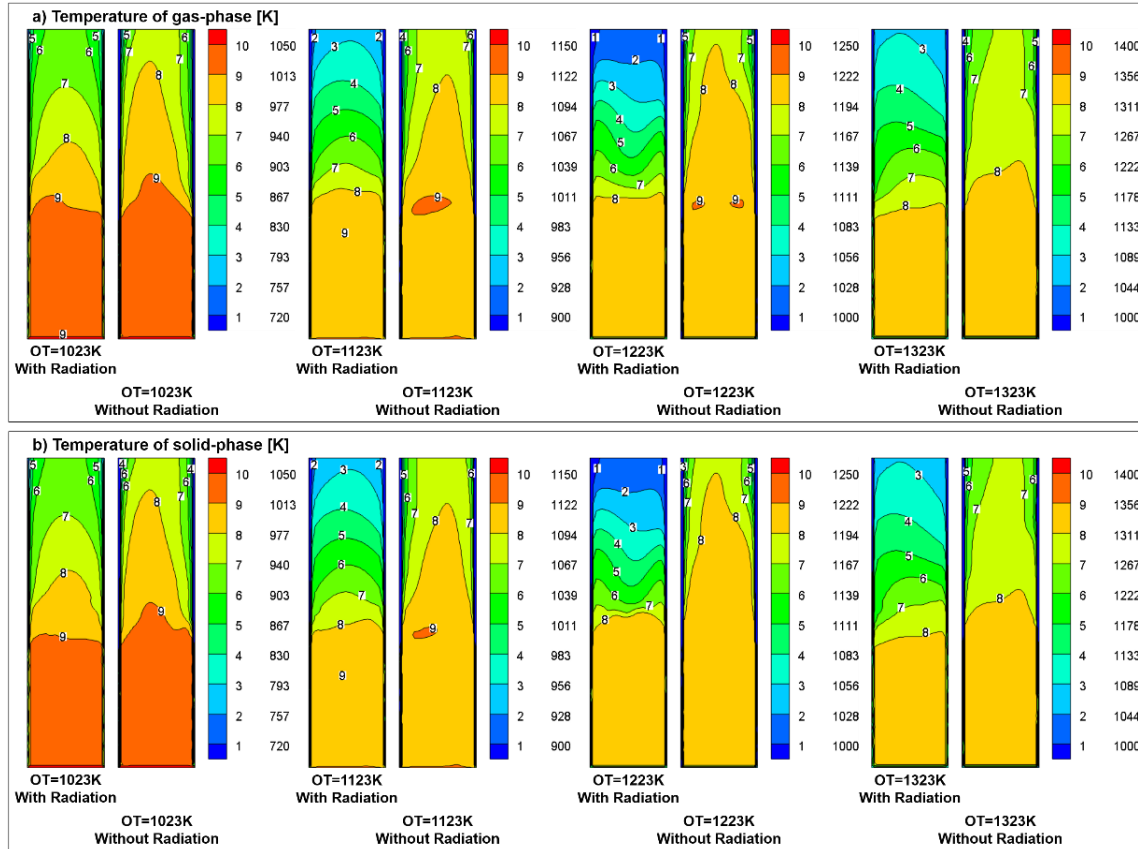 a) Temperature of gas-phase [K]
10 1050
9 1013
8 977
7 940
6 903
5 867
4 830
3 793
2 757
1 720
10 1150
9 1122
8 1094
7 1067
6 1039
5 1011
4 983
3 956
2 928
1 900
10 1250
9 1222
8 1194
7 1167
6 1139
5 1111
4 1083
3 1056
2 1028
1 1000
10 1400
9 1356
8 1311
7 1267
6 1222
5 1178
4 1133
3 1089
2 1044
1 1000
OT=1023K
With Radiation
OT=1023K
Without Radiation
OT=1123K
With Radiation
OT=1123K
Without Radiation
OT=1223K
With Radiation
OT=1223K
Without Radiation
OT=1323K
With Radiation
OT=1323K
Without Radiation
b) Temperature of solid-phase [K]
10 1050
9 1013
8 977
7 940
6 903
5 867
4 830
3 793
2 757
1 720
10 1150
9 1122
8 1094
7 1067
6 1039
5 1011
4 983
3 956
2 928
1 900
10 1250
9 1222
8 1194
7 1167
6 1139
5 1111
4 1083
3 1056
2 1028
1 1000
10 1400
9 1356
8 1311
7 1267
6 1222
5 1178
4 1133
3 1089
2 1044
1 1000
OT=1023K
With Radiation
OT=1023K
Without Radiation
OT=1123K
With Radiation
OT=1123K
Without Radiation
OT=1223K
With Radiation
OT=1223K
Without Radiation
OT=1323K
With Radiation
OT=1323K
Without Radiation